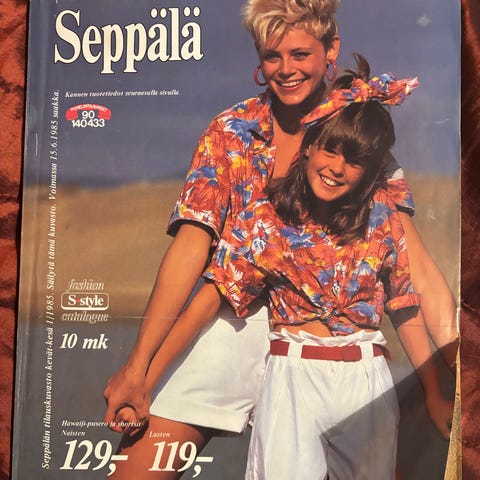 Seppälä
Kannen tuotetiedot seuraavalla sivulla.
PUHELINTILAUKSET
90
140433
Seppälän tilauskuvasto kevät-kesä 1/1985. Säilytä tämä kuvasto. Voimassa 15.6.1985 saakka.
fashion
S-style
catalogue
10 mk
Hawaiji-pusero ja shortsit
Naisten
129,-
Lasten
119,-